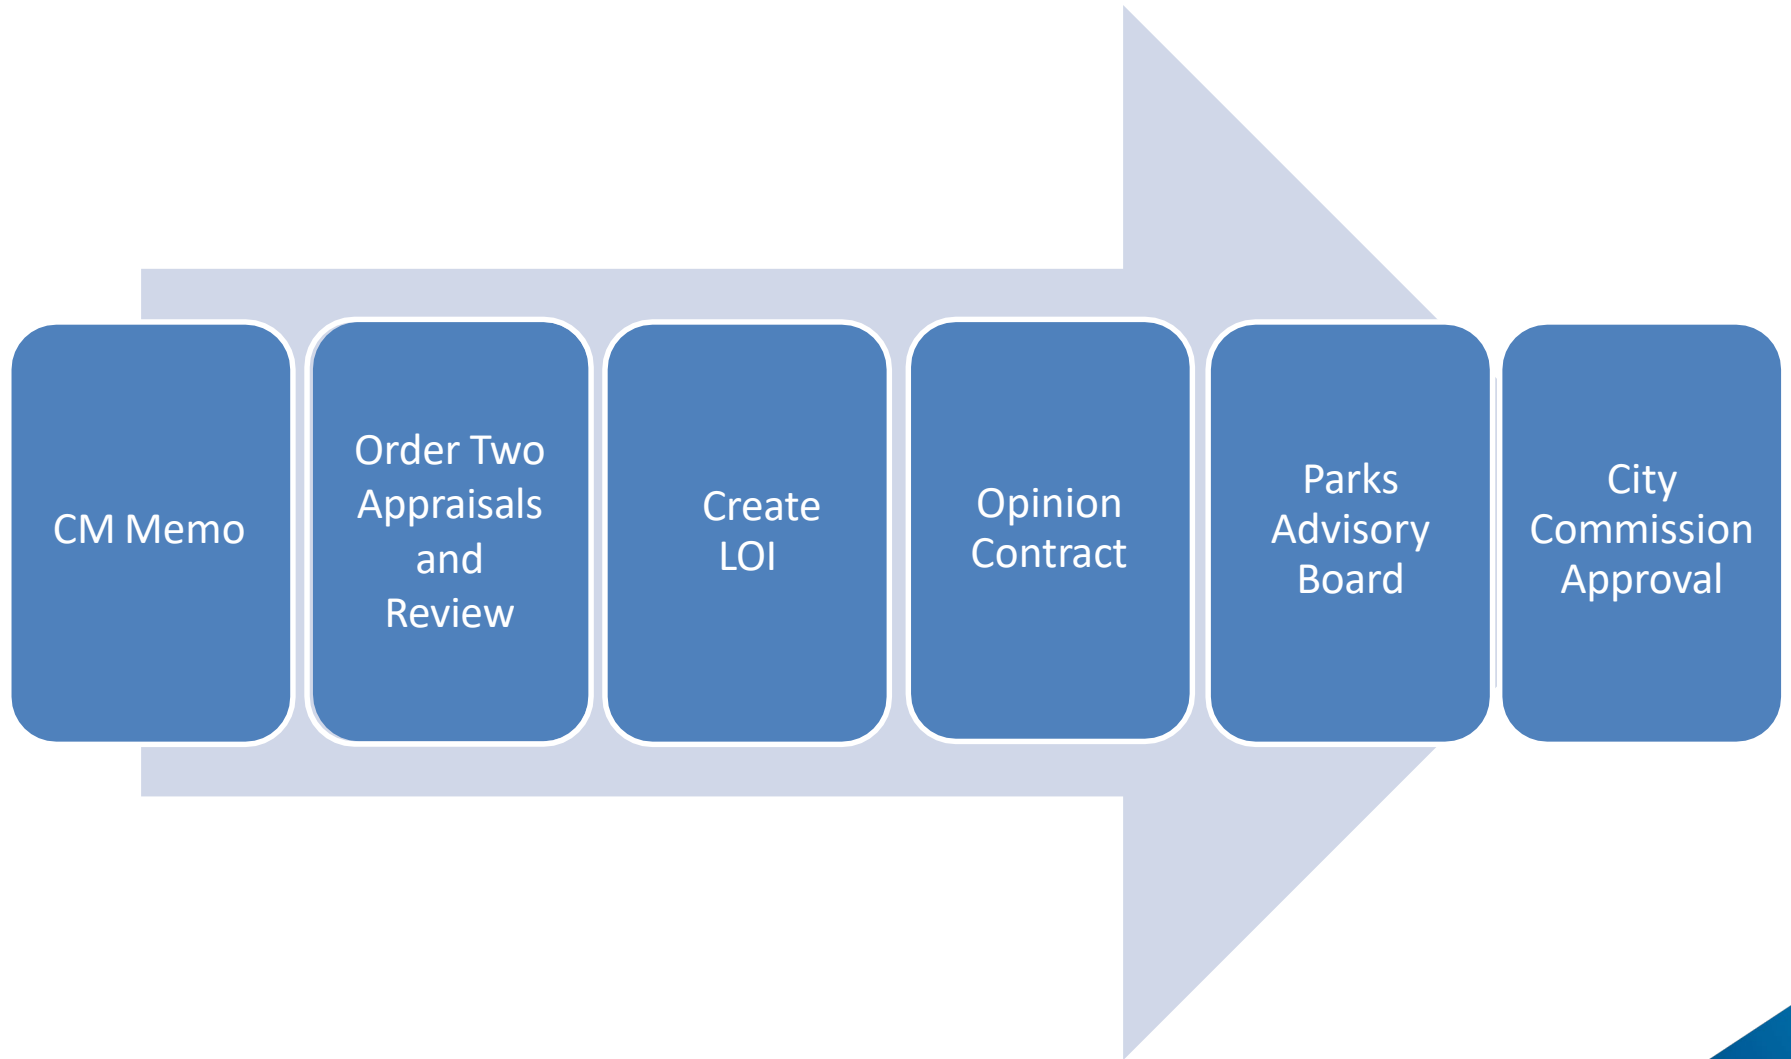 CM Memo
Order Two
Appraisals
and
Review
Create
LOI
Opinion
Contract
Parks
Advisory
Board
City
Commission
Approval